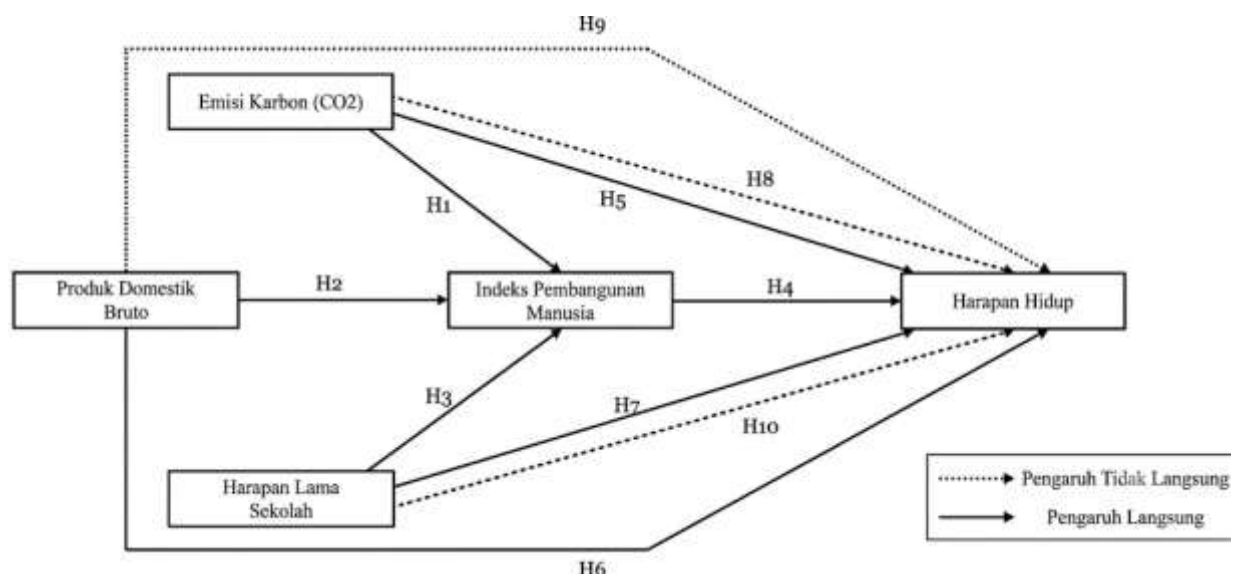 H9
Emisi Karbon (CO2)
H8
H5
H1
Produk Domestik
Bruto
H2
Indeks Pembangunan
Manusia
H4
Harapan Hidup
H3
H7
H10
Harapan Lama
Sekolah
Pengaruh Tidak Langsung
Pengaruh Langsung
H6